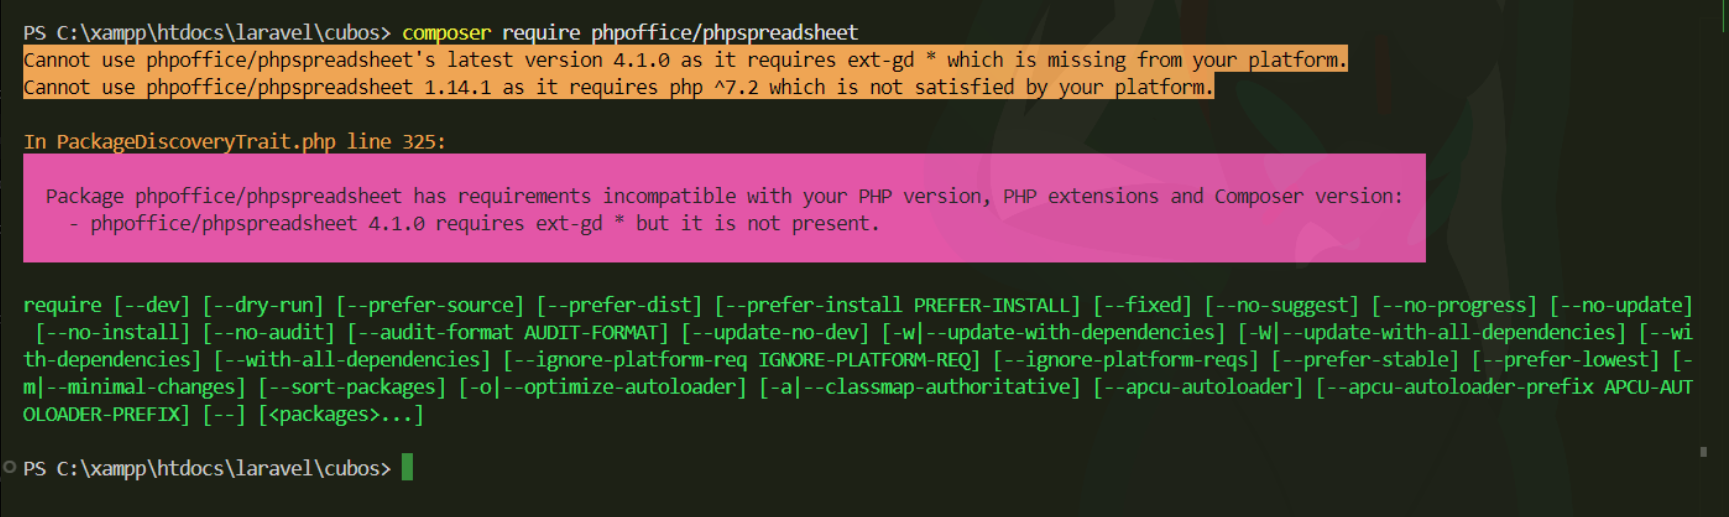 PS C:\xampp\htdocs\laravel\cubos> composer require phpoffice/phpspreadsheet
Cannot use phpoffice/phpspreadsheet's latest version 4.1.0 as it requires ext-gd * which is missing from your platform.
Cannot use phpoffice/phpspreadsheet 1.14.1 as it requires php ^7.2 which is not satisfied by your platform.
In PackageDiscoveryTrait.php line 325:
Package phpoffice/phpspreadsheet has requirements incompatible with your PHP version, PHP extensions and Composer version:
- phpoffice/phpspreadsheet 4.1.0 requires ext-gd * but it is not present.
require [--dev] [--dry-run] [--prefer-source] [--prefer-dist] [--prefer-install PREFER-INSTALL] [--fixed] [--no-suggest] [--no-progress] [--no-update]
[--no-install] [--no-audit] [--audit-format AUDIT-FORMAT] [--update-no-dev] [-w|--update-with-dependencies] [-W|--update-with-all-dependencies] [--wi
th-dependencies] [--with-all-dependencies] [--ignore-platform-req IGNORE-PLATFORM-REQ] [--ignore-platform-reqs] [--prefer-stable] [--prefer-lowest] [-
m|--minimal-changes] [--sort-packages] [-o|--optimize-autoloader] [-a|--classmap-authoritative] [--apcu-autoloader] [--apcu-autoloader-prefix APCU-AUT
OLOADER-PREFIX] [--] [<packages>...]
PS C:\xampp\htdocs\laravel\cubos>